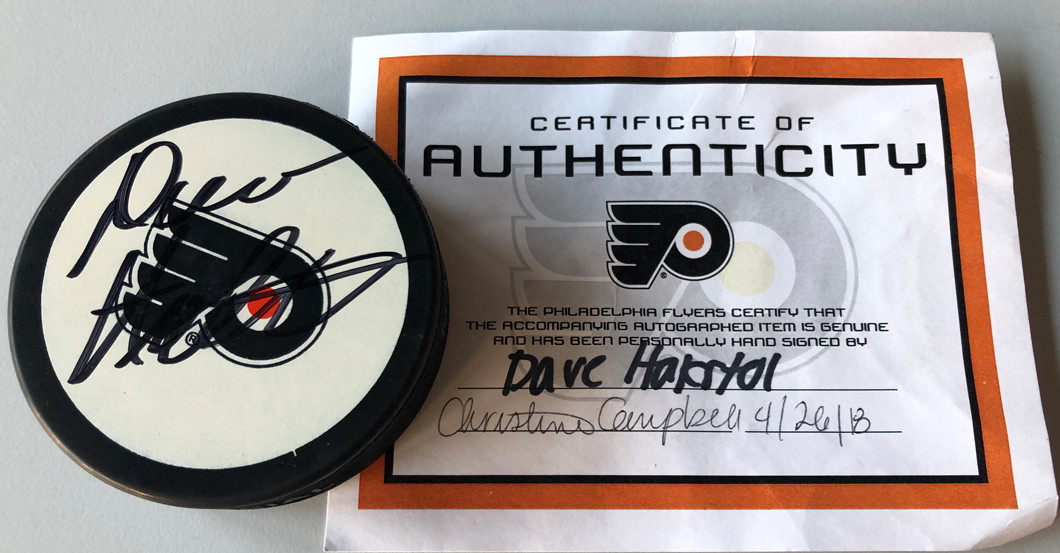 Dave
CERTIFICATE OF
AUTHENTICITY
THE PHILADELPHIA FLYERS CERTIFY THAT
THE ACCOMPANYING AUTOGRAPHED ITEM IS GENUINE
AND HAS BEEN PERSONALLY HAND SIGNED BY
Dave Hakstol
Christine Campbell 4/26/18